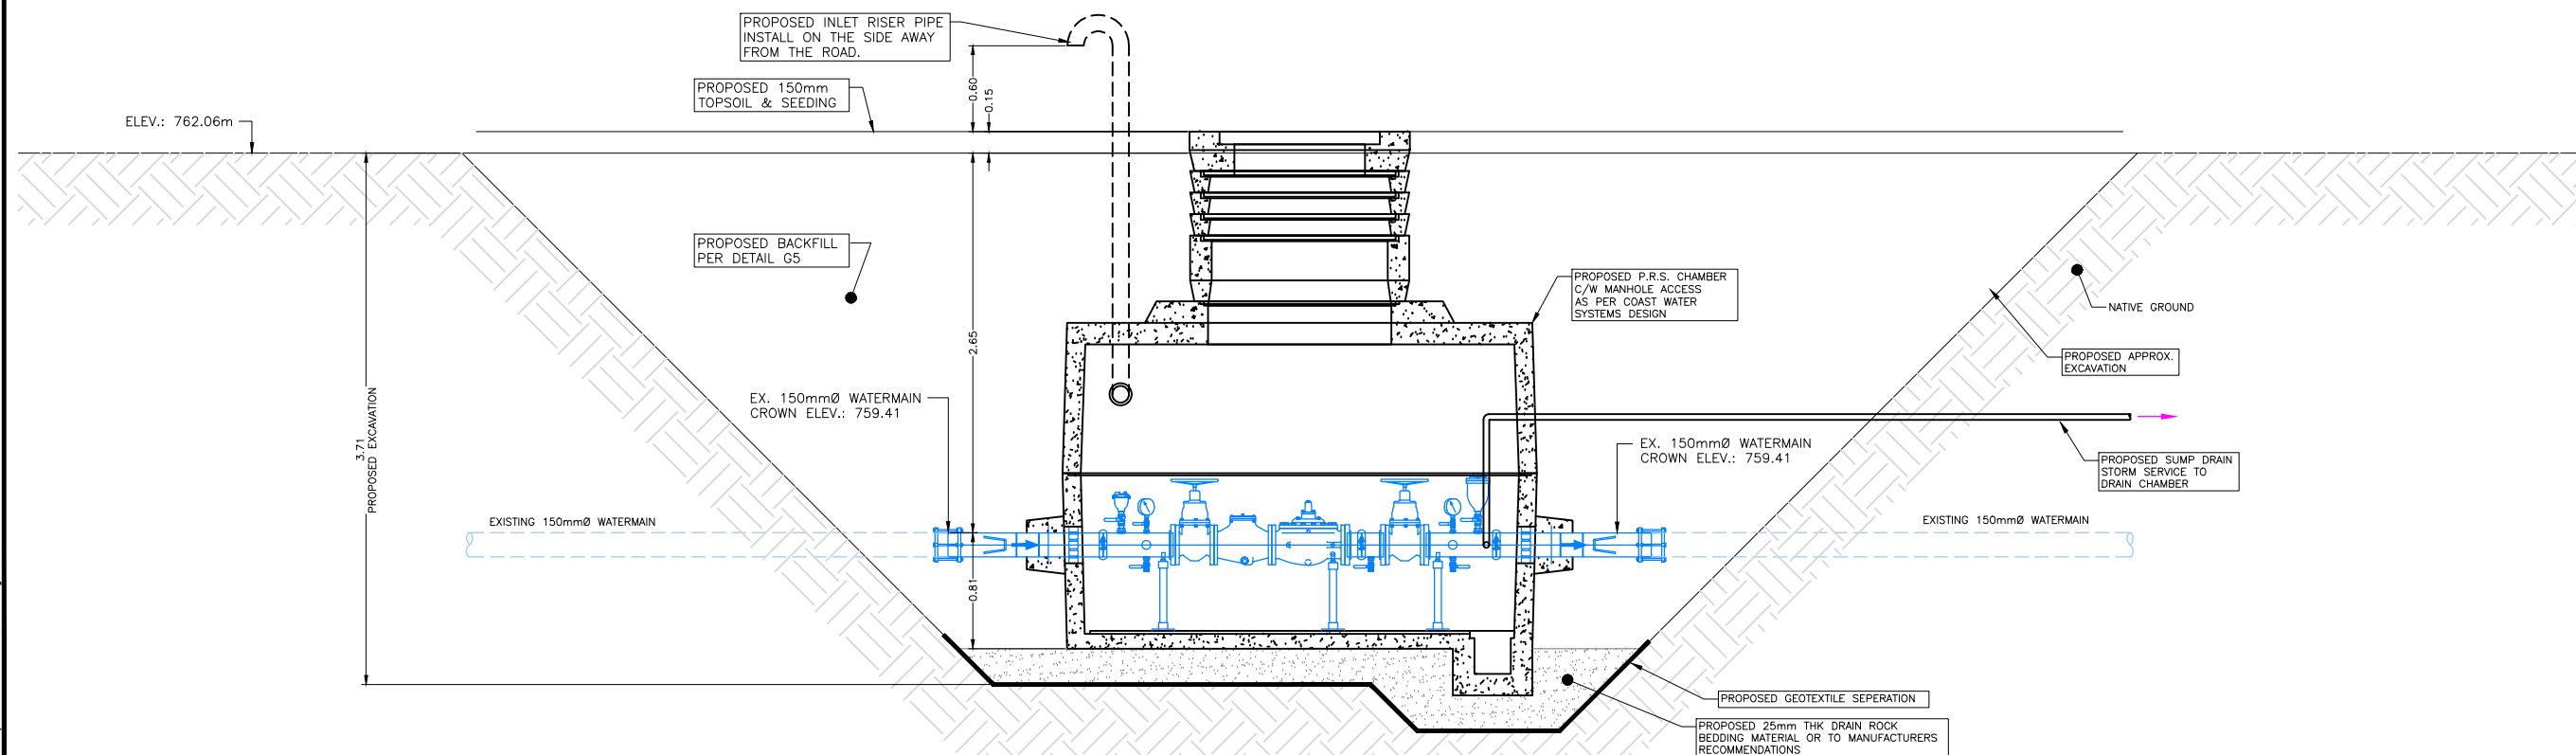 PROPOSED INLET RISER PIPE
INSTALL ON THE SIDE AWAY
FROM THE ROAD.
PROPOSED 150mm
TOPSOIL & SEEDING
ELEV.: 762.06m
0.60
0.15
PROPOSED BACKFILL
PER DETAIL G5
PROPOSED P.R.S. CHAMBER
C/W MANHOLE ACCESS
AS PER COAST WATER
SYSTEMS DESIGN
NATIVE GROUND
2.65
PROPOSED APPROX.
EXCAVATION
3.71
PROPOSED EXCAVATION
EX. 150mmØ WATERMAIN
CROWN ELEV.: 759.41
EX. 150mmØ WATERMAIN
CROWN ELEV.: 759.41
PROPOSED SUMP DRAIN
STORM SERVICE TO
DRAIN CHAMBER
EXISTING 150mmØ WATERMAIN
EXISTING 150mmØ WATERMAIN
0.81
PROPOSED GEOTEXTILE SEPERATION
PROPOSED 25mm THK DRAIN ROCK
BEDDING MATERIAL OR TO MANUFACTURERS
RECOMMENDATIONS